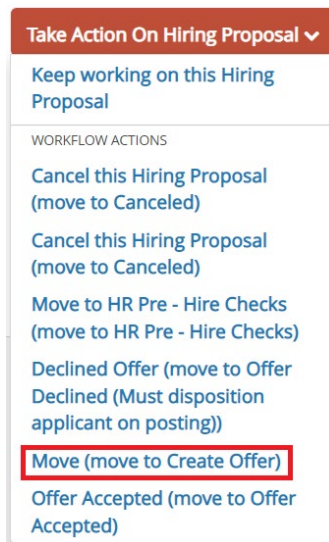 Take Action On Hiring Proposal
Keep working on this Hiring
Proposal
WORKFLOW ACTIONS
Cancel this Hiring Proposal
(move to Canceled)
Cancel this Hiring Proposal
(move to Canceled)
Move to HR Pre - Hire Checks
(move to HR Pre - Hire Checks)
Declined Offer (move to Offer
Declined (Must disposition
applicant on posting))
Move (move to Create Offer)
Offer Accepted (move to Offer
Accepted)